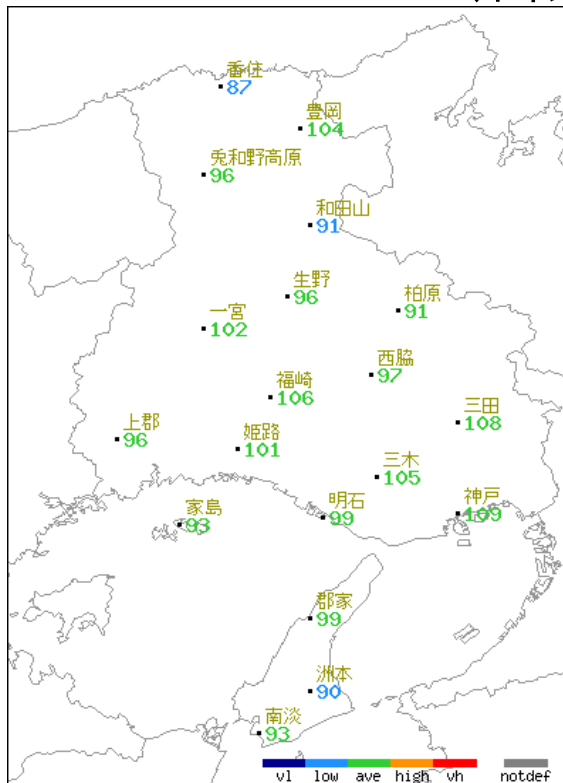 香住
87
豊岡
104
兎和野高原
96
和田山
91
生野
96
柏原
91
一宮
102
西脇
97
福崎
106
三田
108
上郡
96
姫路
101
三木
105
家島
93
明石
99
神戸
109
郡家
99
洲本
90
南淡
93
vl low ave high vh notdef